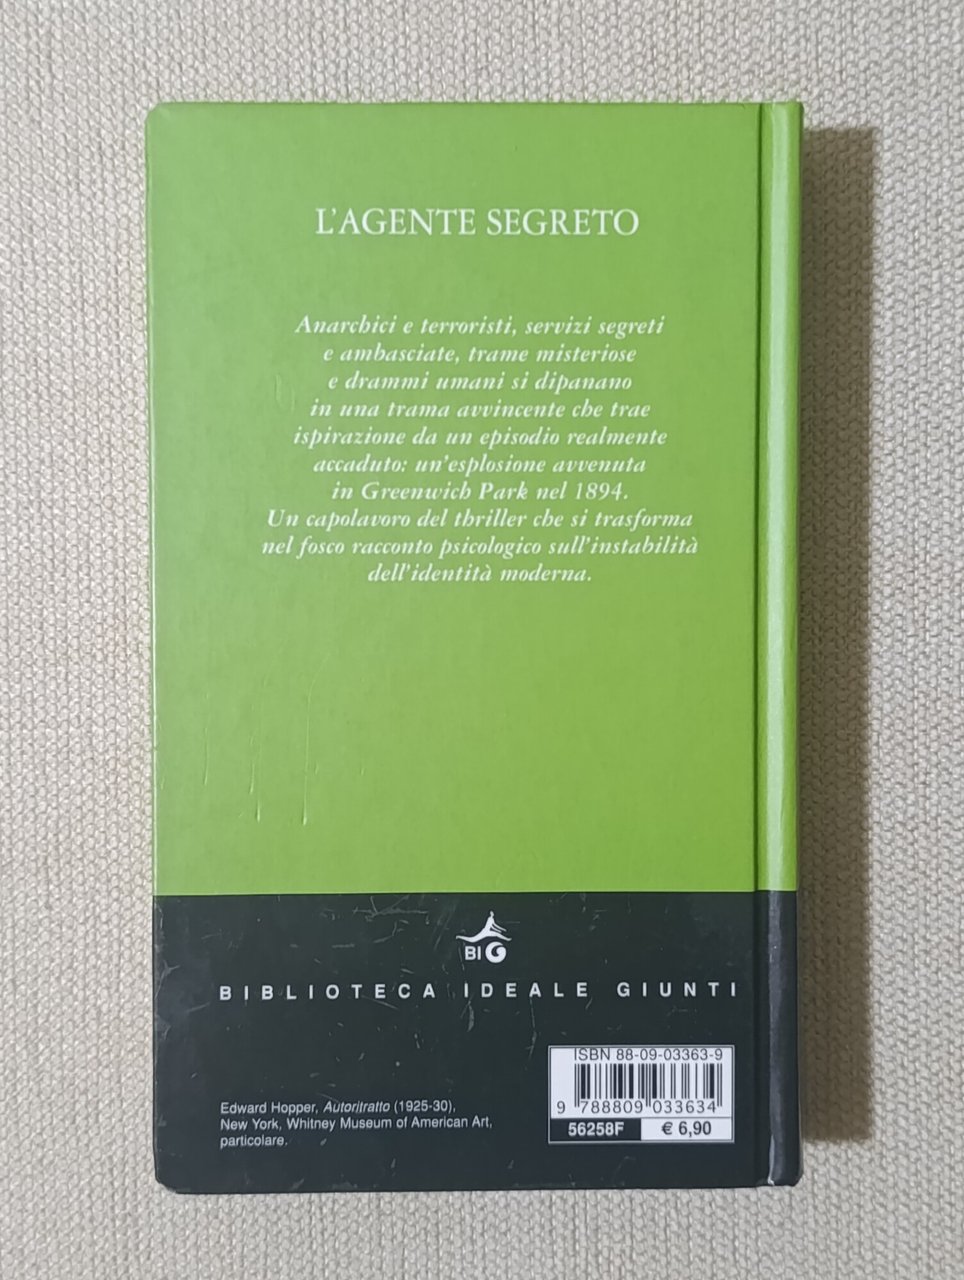 L'AGENTE SEGRETO
Anarchici e terroristi, servizi segreti
e ambasciate, trame misteriose
e drammi umani si dipanano
in una trama avvincente che trae
ispirazione da un episodio realmente
accaduto: un'esplosione avvenuta
in Greenwich Park nel 1894.
Un capolavoro del thriller che si trasforma
nel fosco racconto psicologico sull'instabilità
dell'identità moderna.
BIG
BIBLIOTECA IDEALE GIUNTI
Edward Hopper, Autoritratto (1925-30),
New York, Whitney Museum of American Art,
particolare.
ISBN 88-09-03363-9
9 788809 033634
56258F € 6,90